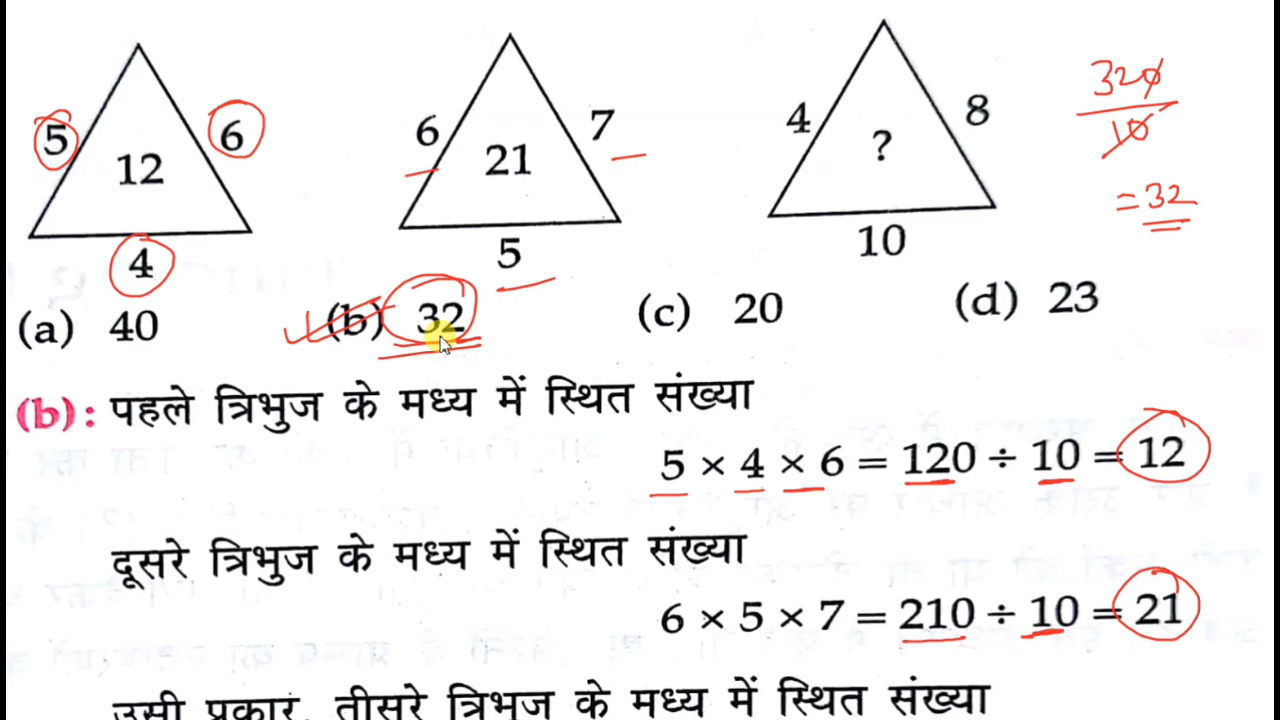 5 12 6 6 21 7 4 ? 8 320/10
4 5 10 = 32
(a) 40 (b) 32 (c) 20 (d) 23
(b): पहले त्रिभुज के मध्य में स्थित संख्या
5 × 4 × 6 = 120 ÷ 10 = 12
दूसरे त्रिभुज के मध्य में स्थित संख्या
6 × 5 × 7 = 210 ÷ 10 = 21
उसी प्रकार, तीसरे त्रिभुज के मध्य में स्थित संख्या